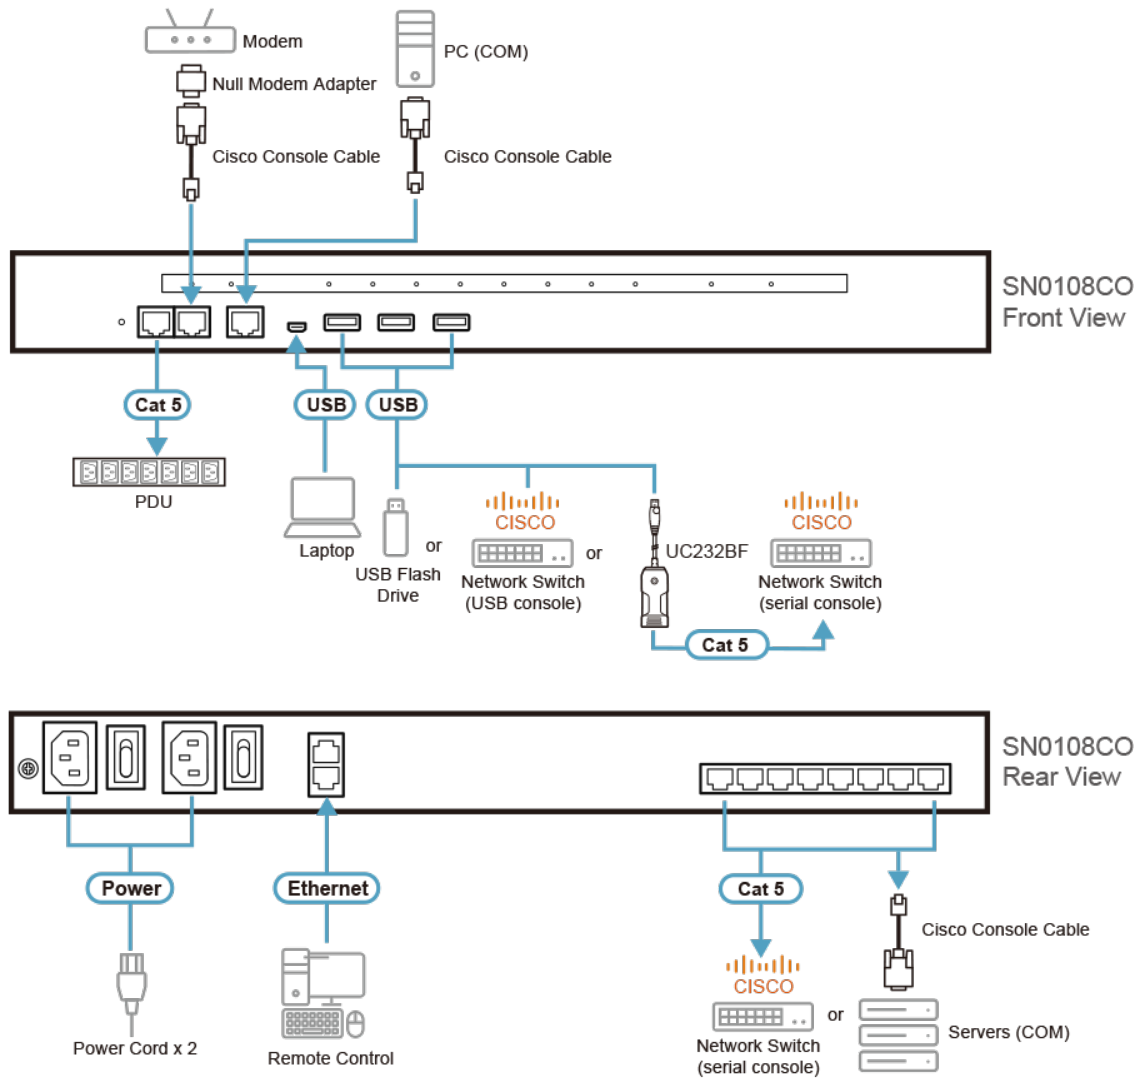 Modem
PC (COM)
Null Modem Adapter
Cisco Console Cable
Cisco Console Cable
SN0108CO
Front View
Cat 5
USB
USB
PDU
Laptop
USB Flash
Drive
or
CISCO
Network Switch
(USB console)
or
UC232BF
CISCO
Network Switch
(serial console)
Cat 5
SN0108CO
Rear View
Power
Ethernet
Cat 5
Cisco Console Cable
Power Cord x 2
Remote Control
CISCO
Network Switch
(serial console)
or
Servers (COM)